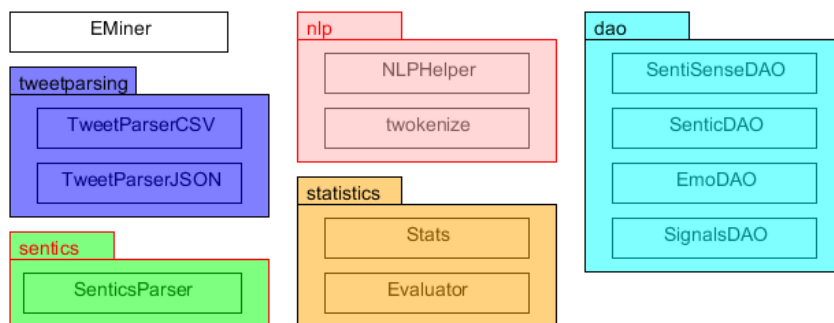 EMiner
tweetparsing
TweetParserCSV
TweetParserJSON
sentics
SenticsParser
nlp
NLPHelper
twokenize
statistics
Stats
Evaluator
dao
SentiSenseDAO
SenticDAO
EmoDAO
SignalsDAO